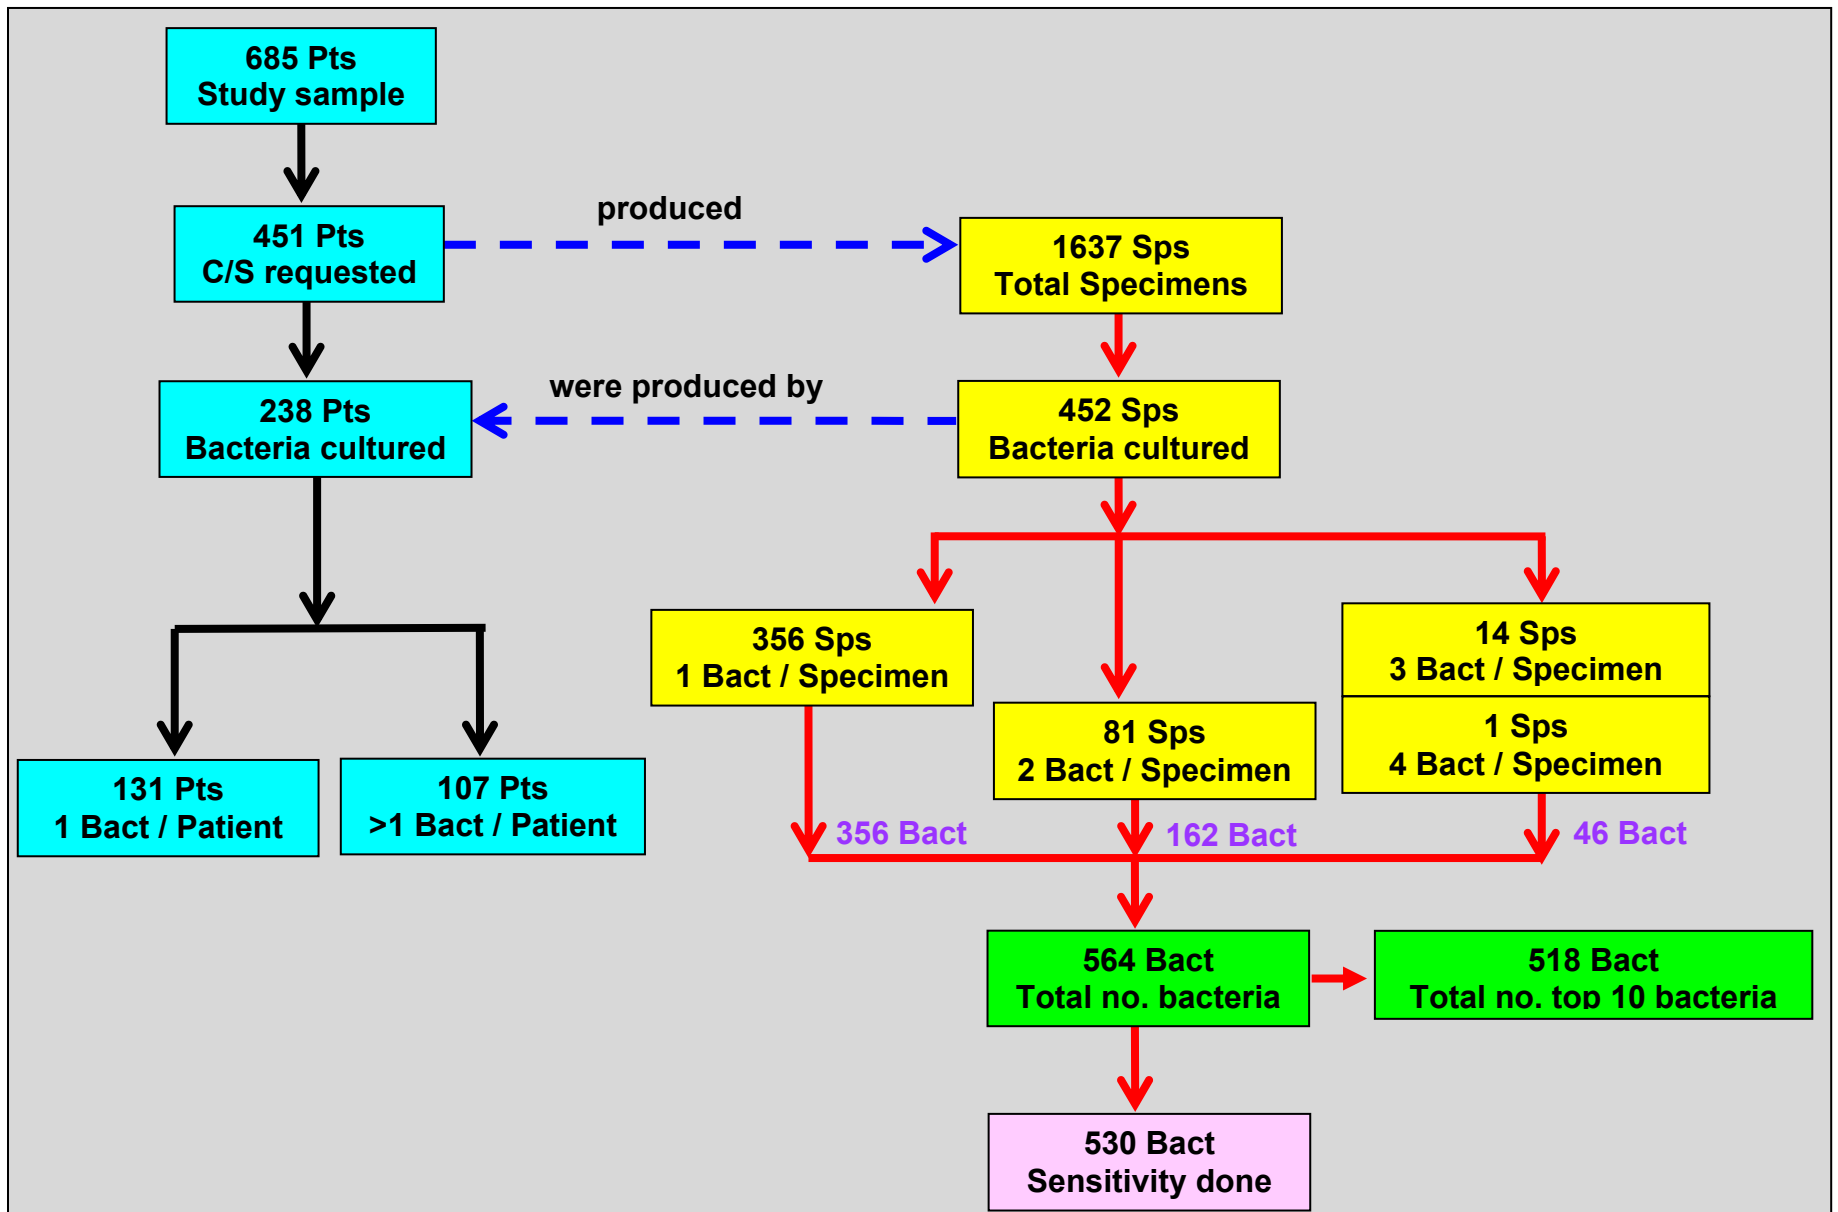 685 Pts
Study sample
produced
451 Pts
C/S requested
1637 Sps
Total Specimens
were produced by
238 Pts
Bacteria cultured
452 Sps
Bacteria cultured
356 Sps
1 Bact / Specimen
14 Sps
3 Bact / Specimen
81 Sps
2 Bact / Specimen
1 Sps
4 Bact / Specimen
131 Pts
1 Bact / Patient
107 Pts
>1 Bact / Patient
356 Bact
162 Bact
46 Bact
564 Bact
Total no. bacteria
518 Bact
Total no. top 10 bacteria
530 Bact
Sensitivity done